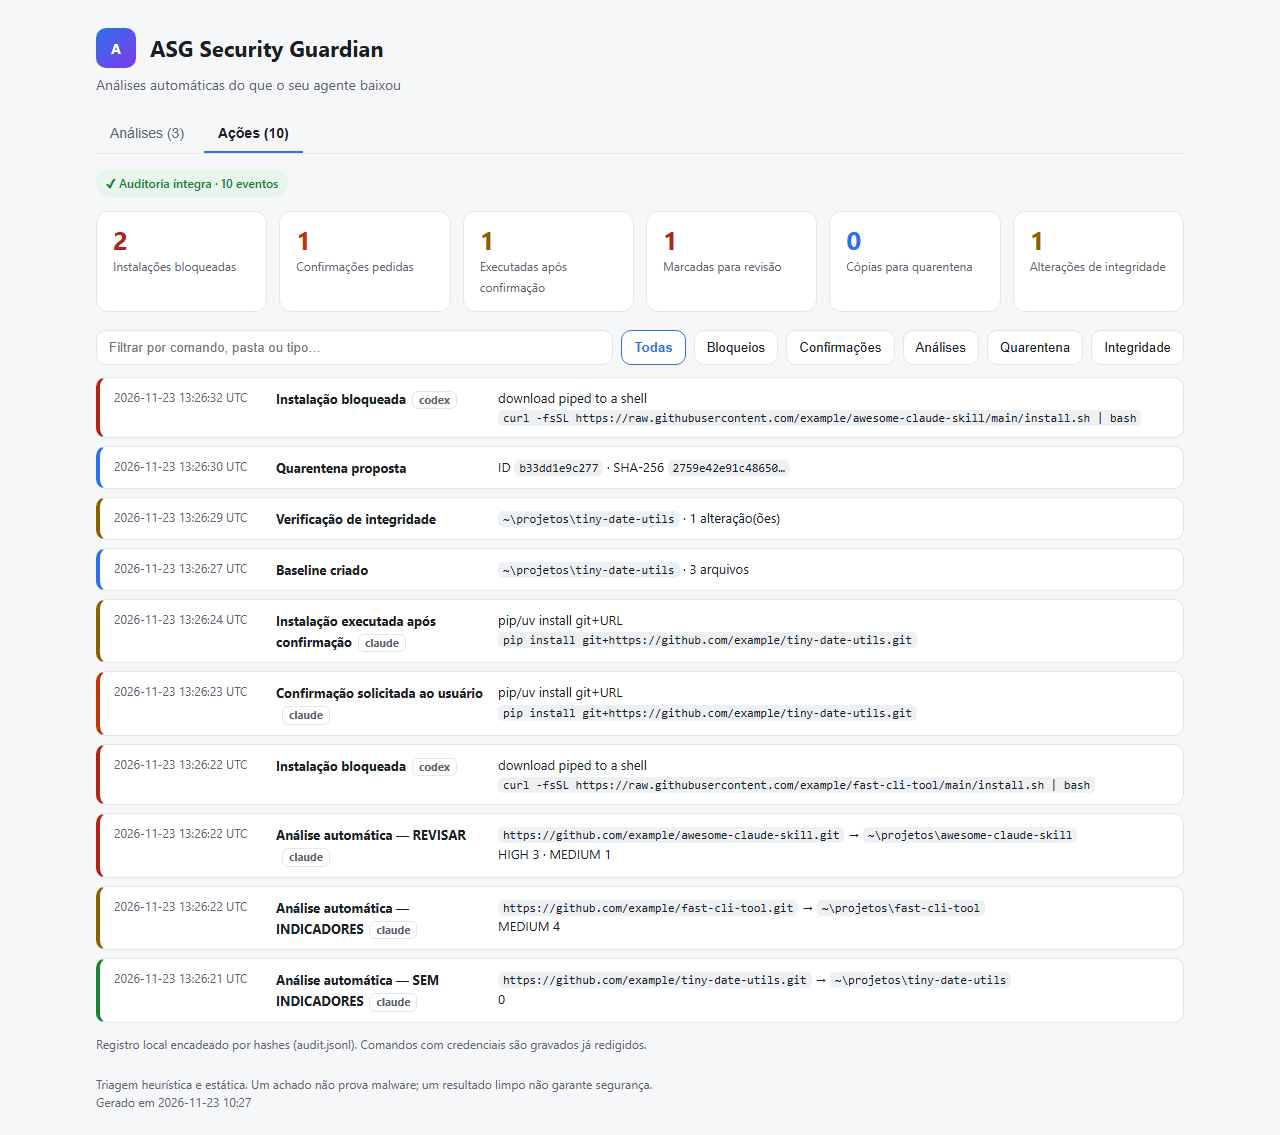 A
ASG Security Guardian
Análises automáticas do que o seu agente baixou
Análises (3) Ações (10)
✓ Auditoria íntegra · 10 eventos
2
Instalações bloqueadas
1
Confirmações pedidas
1
Executadas após
confirmação
1
Marcadas para revisão
0
Cópias para quarentena
1
Alterações de integridade
Filtrar por comando, pasta ou tipo…
Todas Bloqueios Confirmações Análises Quarentena Integridade
2026-11-23 13:26:32 UTC Instalação bloqueada codex download piped to a shell
curl -fsSL https://raw.githubusercontent.com/example/awesome-claude-skill/main/install.sh | bash
2026-11-23 13:26:30 UTC Quarentena proposta ID b33dd1e9c277 · SHA-256 2759e42e91c48650…
2026-11-23 13:26:29 UTC Verificação de integridade ~\projetos\tiny-date-utils · 1 alteração(ões)
2026-11-23 13:26:27 UTC Baseline criado ~\projetos\tiny-date-utils · 3 arquivos
2026-11-23 13:26:24 UTC Instalação executada após pip/uv install git+URL
confirmação claude pip install git+https://github.com/example/tiny-date-utils.git
2026-11-23 13:26:23 UTC Confirmação solicitada ao usuário pip/uv install git+URL
claude pip install git+https://github.com/example/tiny-date-utils.git
2026-11-23 13:26:22 UTC Instalação bloqueada codex download piped to a shell
curl -fsSL https://raw.githubusercontent.com/example/fast-cli-tool/main/install.sh | bash
2026-11-23 13:26:22 UTC Análise automática — REVISAR https://github.com/example/awesome-claude-skill.git → ~\projetos\awesome-claude-skill
claude HIGH 3 · MEDIUM 1
2026-11-23 13:26:22 UTC Análise automática — https://github.com/example/fast-cli-tool.git → ~\projetos\fast-cli-tool
INDICADORES claude MEDIUM 4
2026-11-23 13:26:21 UTC Análise automática — SEM https://github.com/example/tiny-date-utils.git → ~\projetos\tiny-date-utils
INDICADORES claude 0
Registro local encadeado por hashes (audit.jsonl). Comandos com credenciais são gravados já redigidos.
Triagem heurística e estática. Um achado não prova malware; um resultado limpo não garante segurança.
Gerado em 2026-11-23 10:27